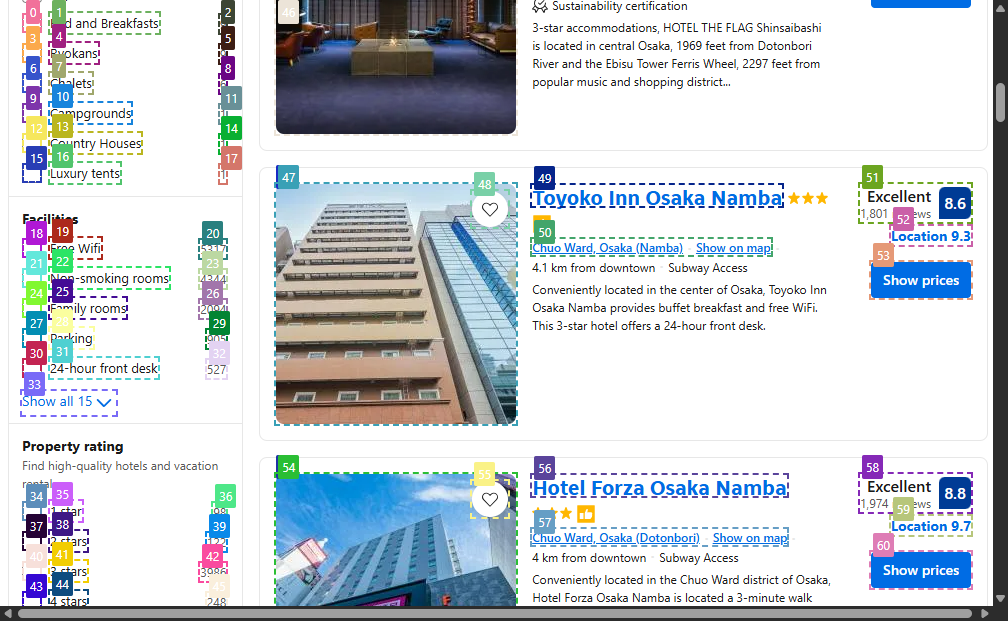 0
1
d and Breakfasts
2
3
4
Ryokans
5
6
7
Chalets
8
9
10
Campgrounds
11
12
13
Country Houses
14
15
16
Luxury tents
17
Facilities
18
19
Free Wifi
20
21
22
Non-smoking rooms
23
24
25
Family rooms
26
27
Parking
29
30
31
24-hour front desk
32
527
33
Show all 15
Property rating
Find high-quality hotels and vacation
34
35
1 star
36
37
38
2 stars
39
40
41
3 stars
42
3986
43
44
4 stars
45
248
46
Sustainability certification
3-star accommodations, HOTEL THE FLAG Shinsaibashi
is located in central Osaka, 1969 feet from Dotonbori
River and the Ebisu Tower Ferris Wheel, 2297 feet from
popular music and shopping district...
47
48
49
Toyoko Inn Osaka Namba
50
Chuo Ward, Osaka (Namba) Show on map
4.1 km from downtown · Subway Access
Conveniently located in the center of Osaka, Toyoko Inn
Osaka Namba provides buffet breakfast and free WiFi.
This 3-star hotel offers a 24-hour front desk.
51
Excellent
8.6
1,801
ews
52
Location 9.3
53
Show prices
54
55
56
Hotel Forza Osaka Namba
57
Chuo Ward, Osaka (Dotonbori) Show on map
4 km from downtown · Subway Access
Conveniently located in the Chuo Ward district of Osaka,
Hotel Forza Osaka Namba is located a 3-minute walk
58
Excellent
8.8
1,974
ews
59
Location 9.7
60
Show prices